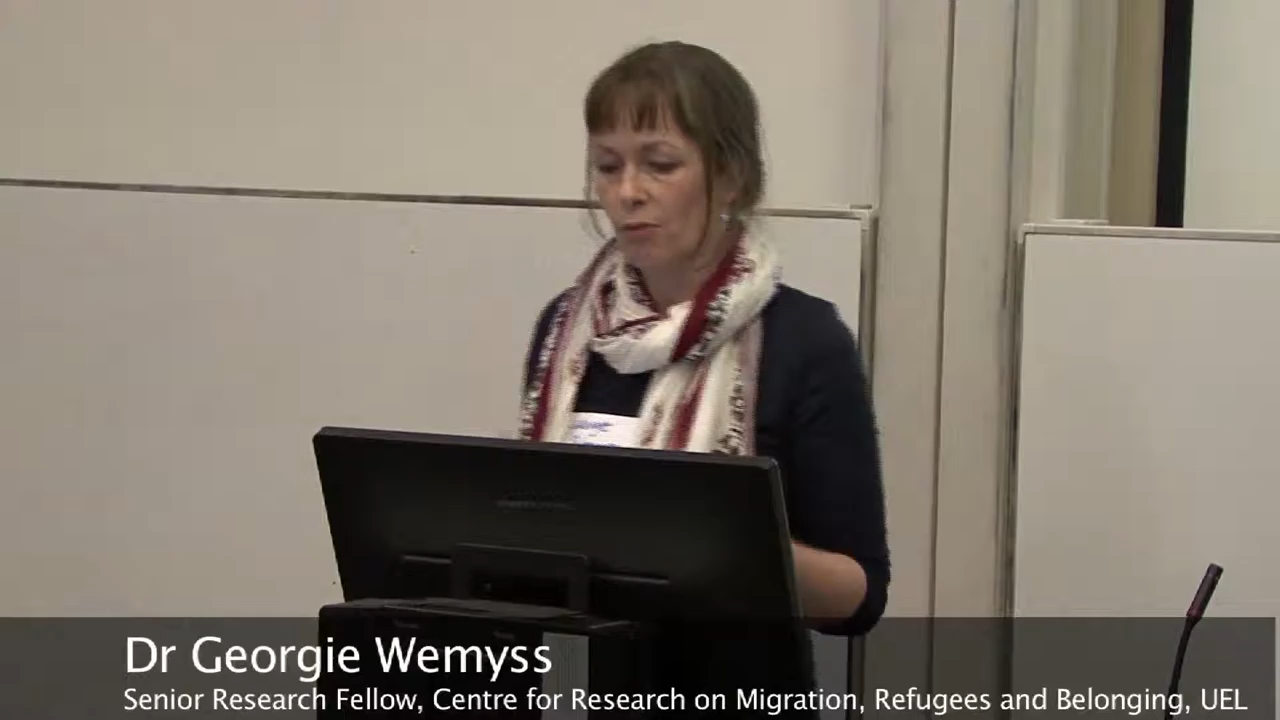 Dr Georgie Wemyss
Senior Research Fellow, Centre for Research on Migration, Refugees and Belonging, UEL